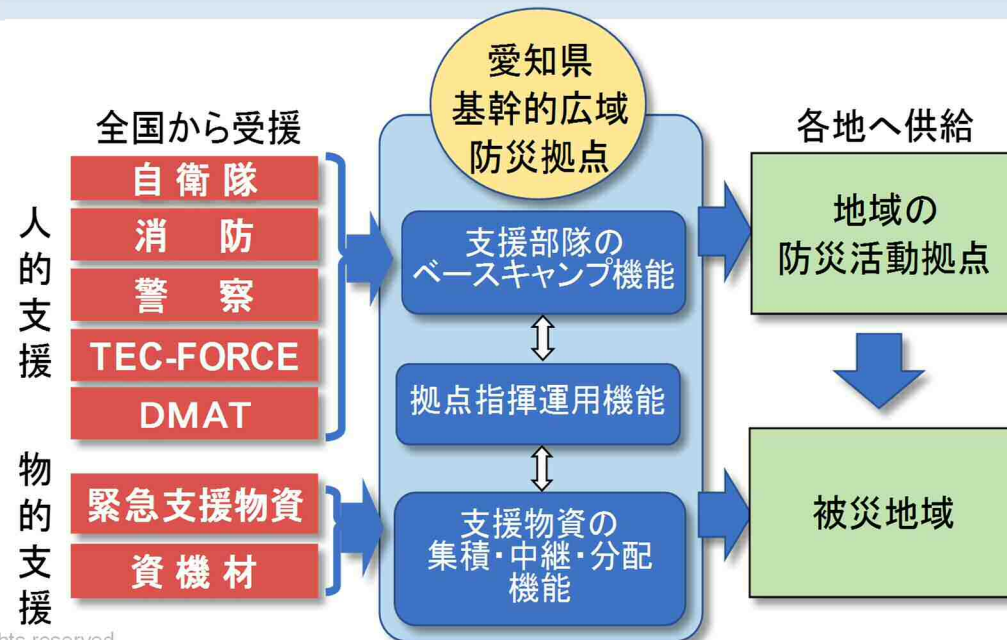 愛知県
基幹的広域
防災拠点
全国から受援
各地へ供給
人的支援
自衛隊
消防
警察
TEC-FORCE
DMAT
物的支援
緊急支援物資
資機材
支援部隊の
ベースキャンプ機能
拠点指揮運用機能
支援物資の
集積・中継・分配
機能
地域の
防災活動拠点
被災地域
hts reserved